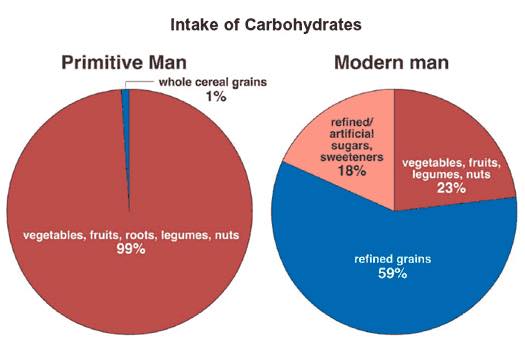 Intake of Carbohydrates
Primitive Man
whole cereal grains
1%
vegetables, fruits, roots, legumes, nuts
99%
Modern man
refined/
artificial
sugars,
sweeteners
18%
vegetables, fruits,
legumes, nuts
23%
refined grains
59%